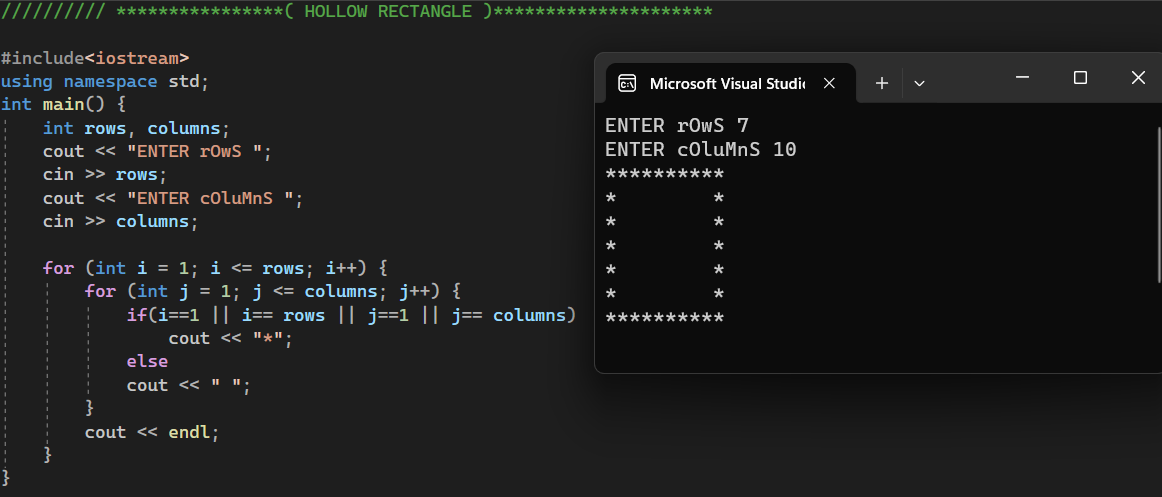 ////////// ****************( HOLLOW RECTANGLE )*********************
#include<iostream>
using namespace std;
int main() {
    int rows, columns;
    cout << "ENTER rOwS ";
    cin >> rows;
    cout << "ENTER cOluMnS ";
    cin >> columns;
    for (int i = 1; i <= rows; i++) {
        for (int j = 1; j <= columns; j++) {
            if(i==1 || i== rows || j==1 || j== columns)
                cout << "*";
            else
            cout << " ";
        }
        cout << endl;
    }
}
Microsoft Visual Studi
ENTER rOwS 7
ENTER cOluMnS 10
**********
*        *
*        *
*        *
*        *
*        *
**********